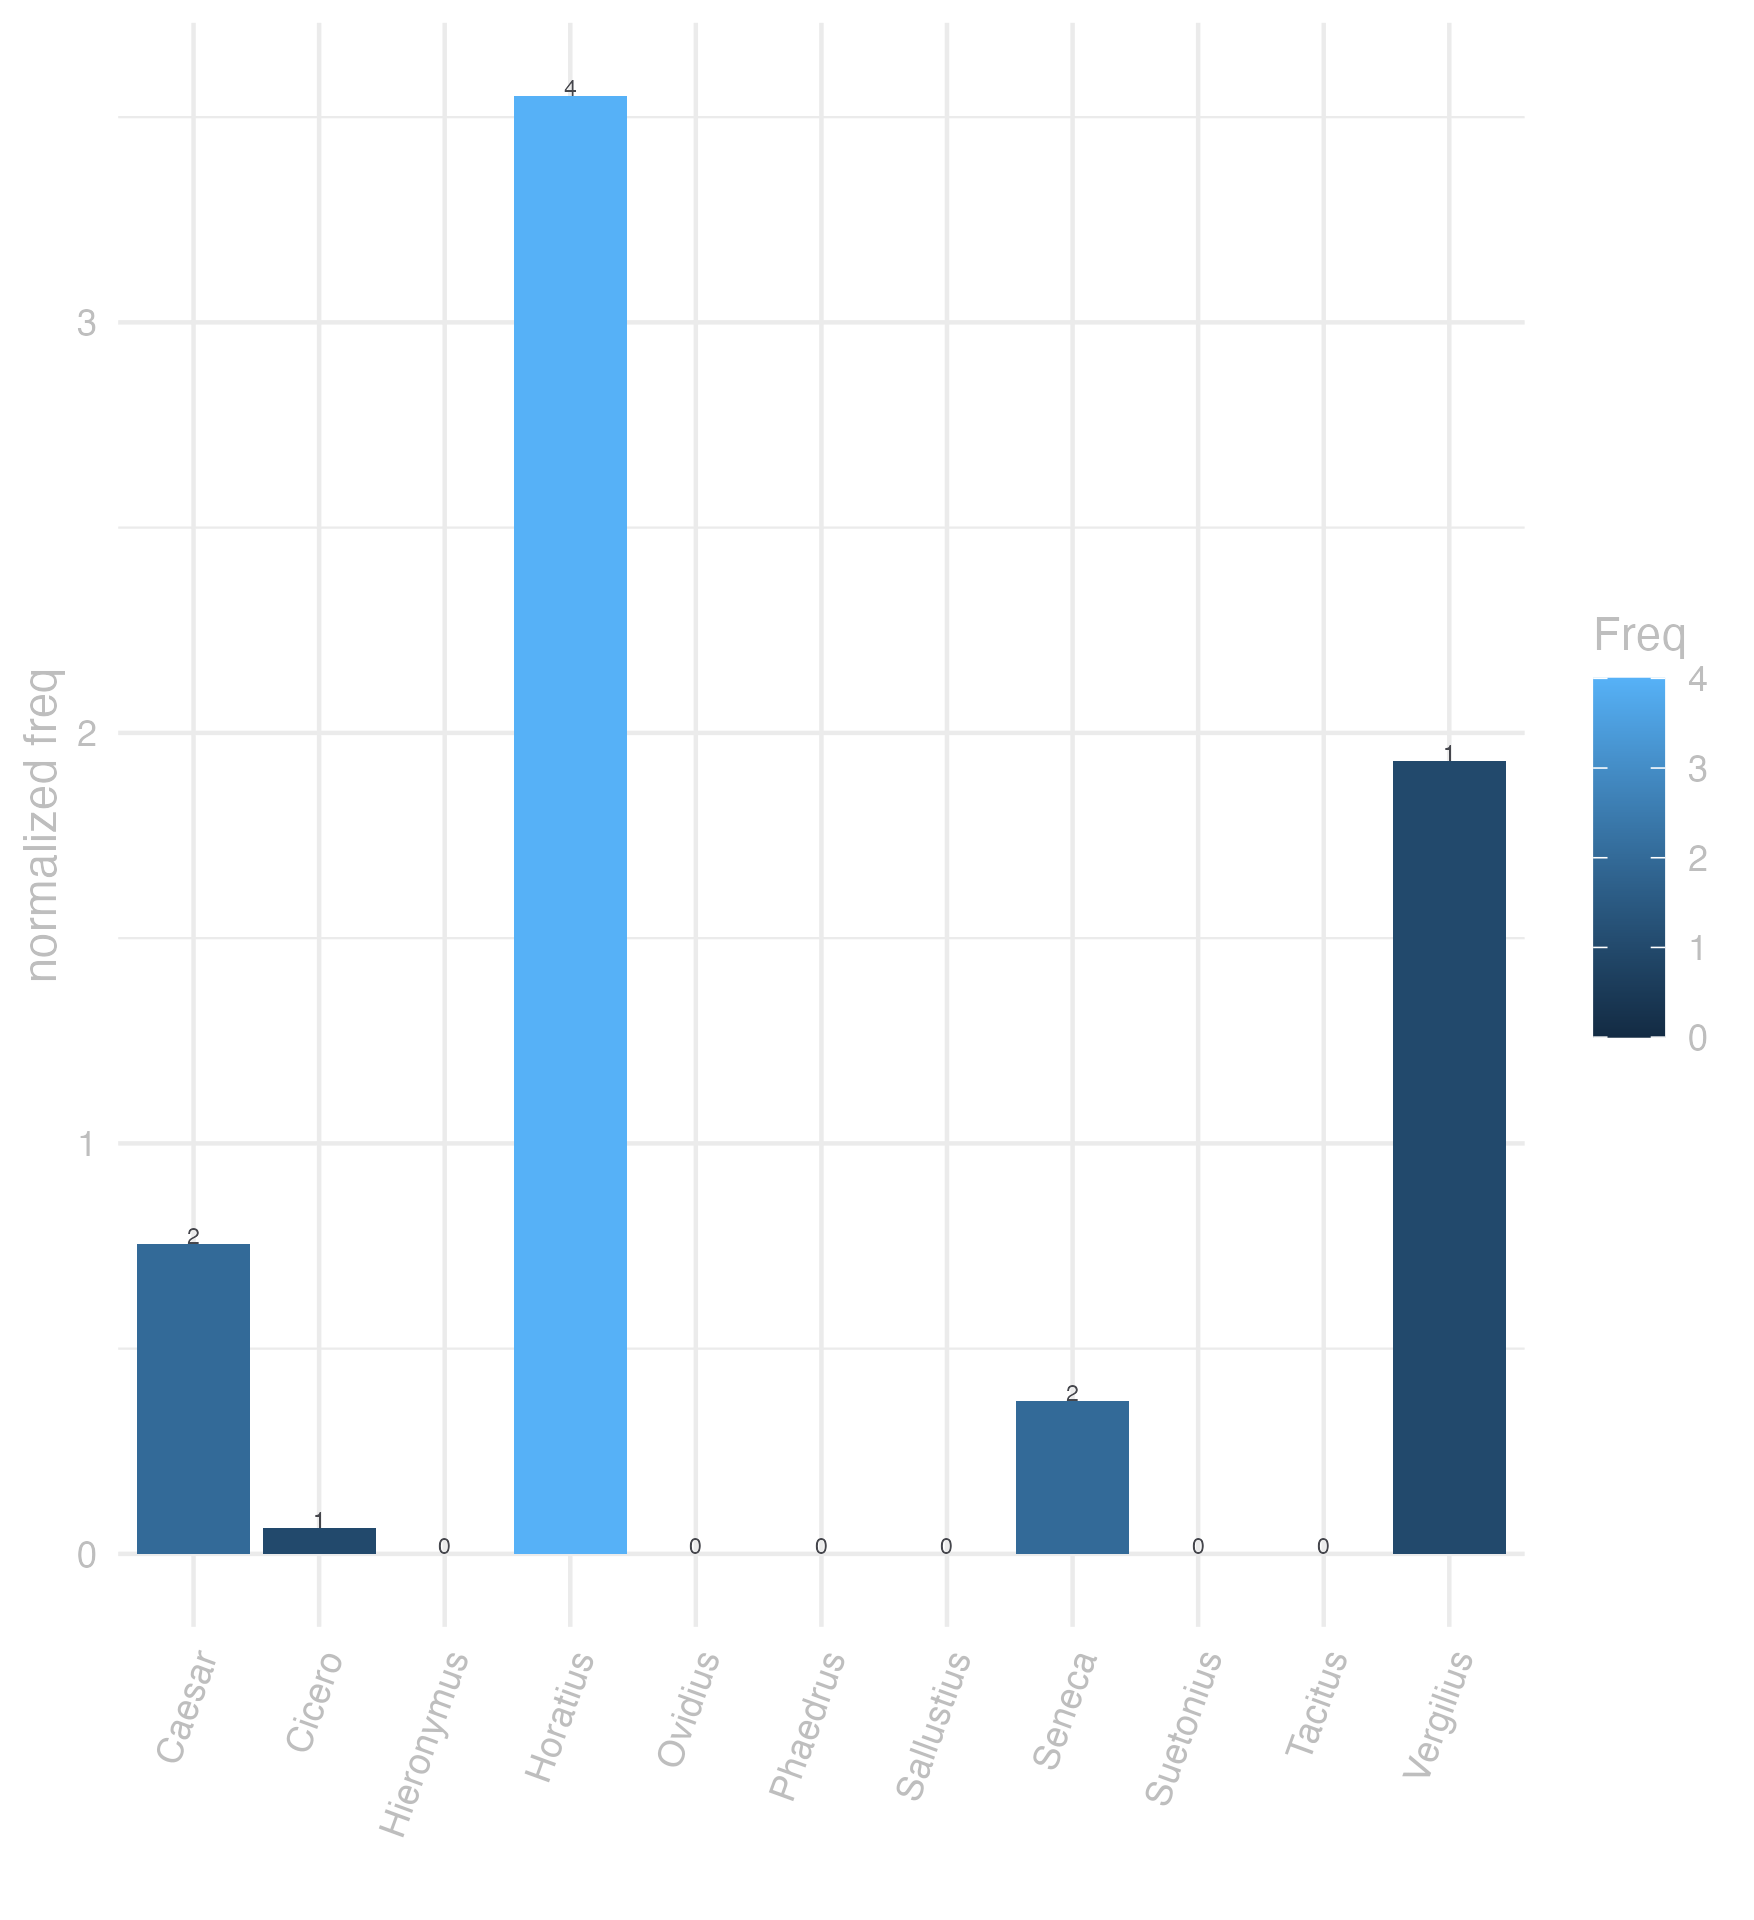 normalized freq
3
2
1
0
4
2
1
0
0
0
0
2
0
0
1
Caesar
Cicero
Hieronymus
Horatius
Ovidius
Phaedrus
Sallustius
Seneca
Suetonius
Tacitus
Vergilius
Freq
4
3
2
1
0